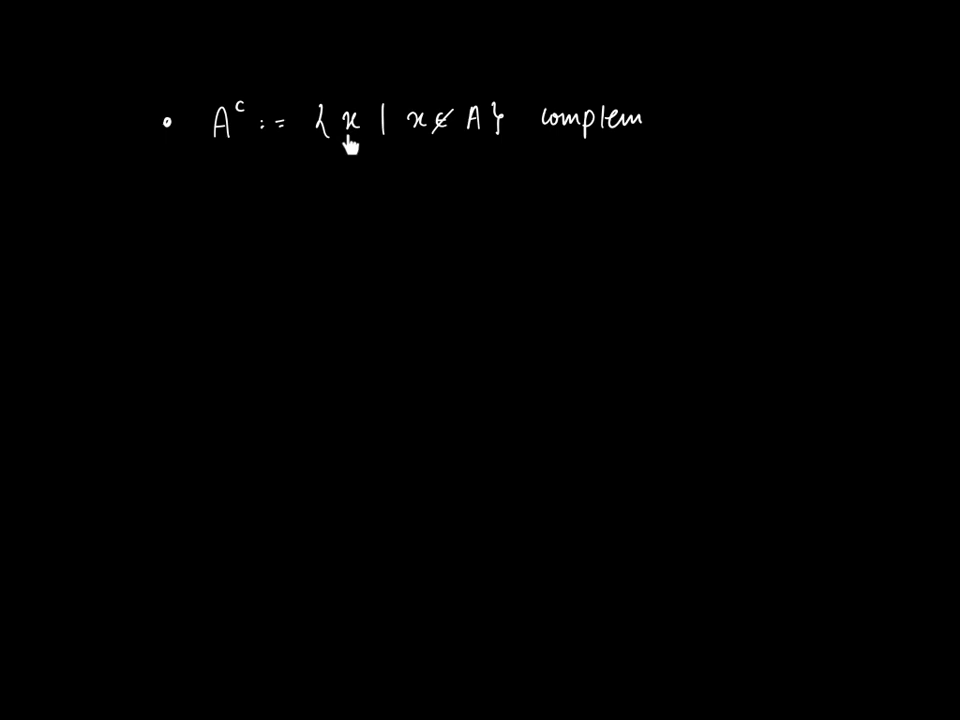 • A^c := { x | x ∉ A } complem